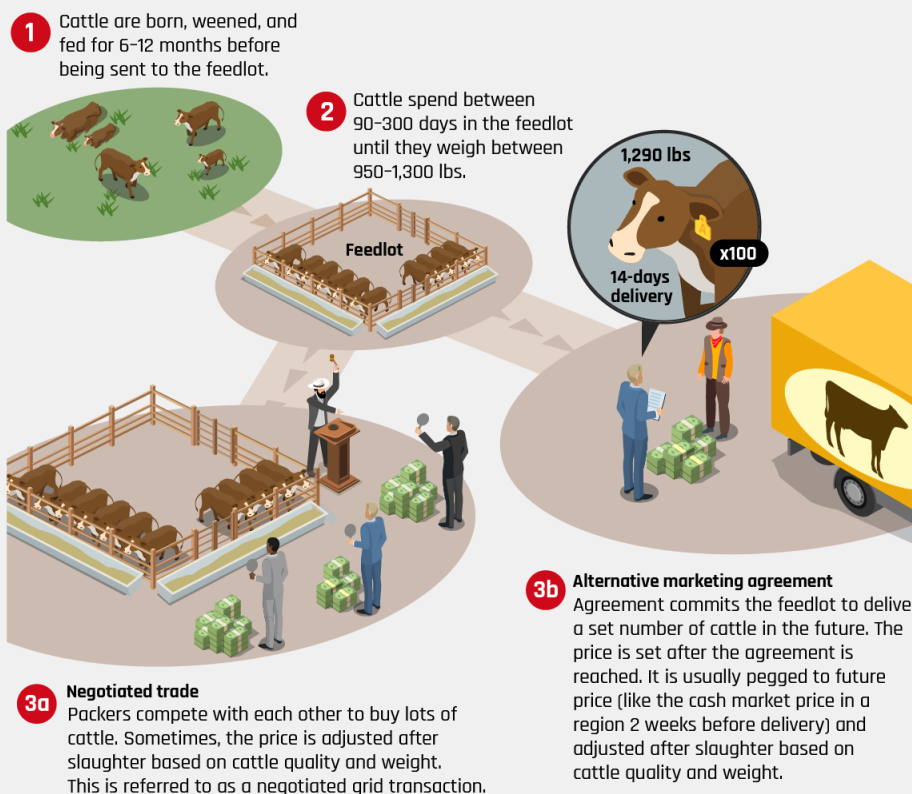 1
Cattle are born, weened, and
fed for 6–12 months before
being sent to the feedlot.
2
Cattle spend between
90–300 days in the feedlot
until they weigh between
950–1,300 lbs.
Feedlot
1,290 lbs
A
x100
14-days
delivery
3a
Negotiated trade
Packers compete with each other to buy lots of
cattle. Sometimes, the price is adjusted after
slaughter based on cattle quality and weight.
This is referred to as a negotiated grid transaction.
3b
Alternative marketing agreement
Agreement commits the feedlot to delive
a set number of cattle in the future. The
price is set after the agreement is
reached. It is usually pegged to future
price (like the cash market price in a
region 2 weeks before delivery) and
adjusted after slaughter based on
cattle quality and weight.